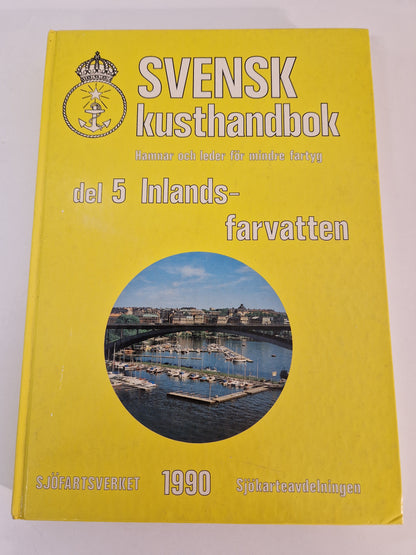 SVENSK
kusthandbok
Hamnar och leder för mindre fartyg
del 5 Inlands-
farvatten
SJÖFARTSVERKET 1990 Sjökarteavdelningen